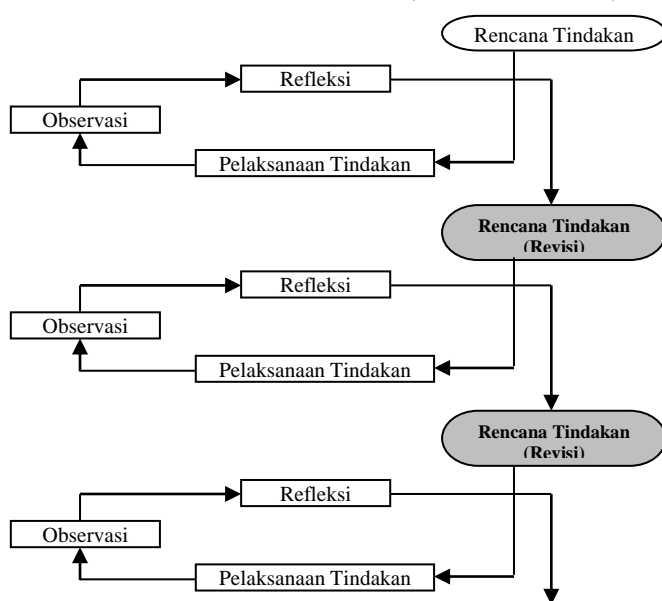 Rencana Tindakan
Refleksi
Observasi
Pelaksanaan Tindakan
Rencana Tindakan
(Revisi)
Refleksi
Observasi
Pelaksanaan Tindakan
Rencana Tindakan
(Revisi)
Refleksi
Observasi
Pelaksanaan Tindakan